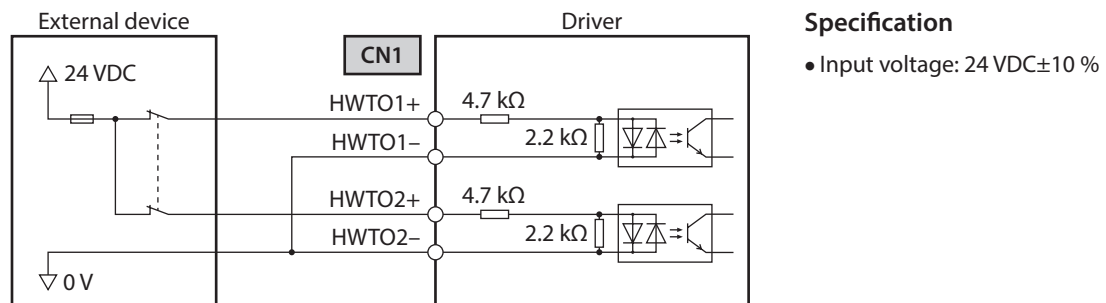 External device
Driver
Specification
CN1
• Input voltage: 24 VDC±10 %
24 VDC
HWTO1+
4.7 kΩ
HWTO1−
2.2 kΩ
HWTO2+
4.7 kΩ
HWTO2−
2.2 kΩ
0 V